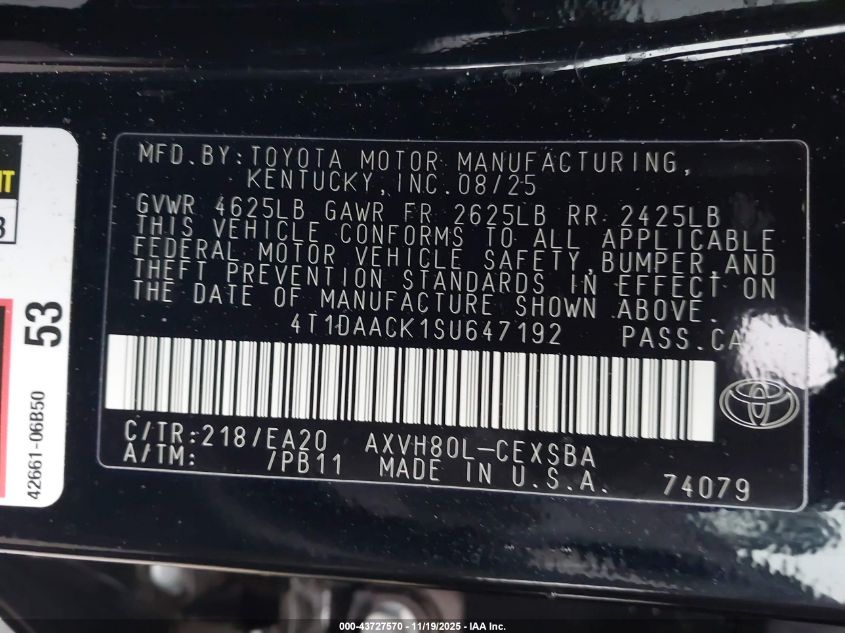 MFD.BY:TOYOTA MOTOR MANUFACTURING,
KENTUCKY,INC.08/25
GVWR 4625LB GAWR FR 2625LB RR 2425LB
THIS VEHICLE CONFORMS TO ALL APPLICABLE
FEDERAL MOTOR VEHICLE SAFETY,BUMPER,AND
THEFT PREVENTION STANDARDS IN EFFECT ON
THE DATE OF MANUFACTURE SHOWN ABOVE.
4T1DAACK1SU647192 PASS.CA
C/TR:218/EA20 AXVH80L-CEXSBA
A/TM: /PB11 MADE IN U.S.A. 74079
53
42661-06B50
000-43727570 - 11/19/2025 - IAA Inc.